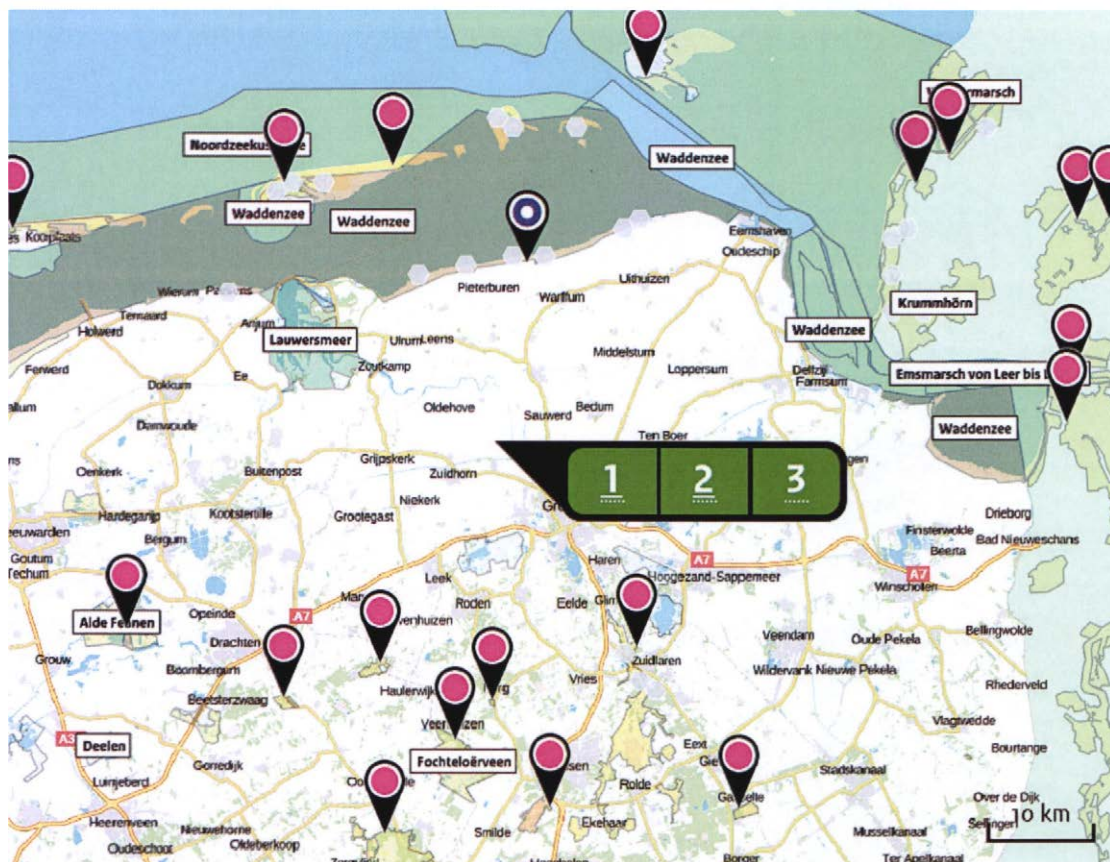 Noordzeekus
Waddenzee
Waddenzee
Waddenzee
Koorplaats
Eemshaven
Oudeschip
Uithuizen
Pieterburen
Warffum
Wierum
Ternaard
Holwerd
Anjum
Lauwersmeer
Ulrum
Leens
Zoutkamp
Middelstum
Loppersum
Waddenzee
Krummhörn
Delfzijl
Farmsum
Emsmarsch von Leer bis
Ferwerd
Ee
Dokkum
Damwoude
Oldehove
Sauwerd
Bedum
Ten Boer
Waddenzee
Oenkerk
Buitenpost
Grijpskerk
Zuidhorn
1 2 3
Niekerk
Grootegast
Hardegarijp
Kootstertille
Bergum
Goutum
Techum
Drieborg
Finsterwolde
Beerta
Bad Nieuweschans
Haren
A7
A7
Hoogezand-Sappemeer
Winschoten
Leek
Roden
Eelde
A7
Opeinde
Alde Feanen
Drachten
Grouw
Boombergum
Beetsterzwaag
Haulerwijk
Vries
Zuidlaren
Veendam
Oude Pekela
Wildervank
Nieuwe Pekela
Bellingwolde
Rhederveld
Vlagtwedde
Bourtange
Deelen
Gorredijk
Luinjeberd
Fochteloërveen
Eext
Rolde
Stadskanaal
Heerenveen
Nieuwehorne
Oudeschoot
Oldeberkoop
Smilde
Ekehaar
Borger
Musselkanaal
Ter Apelkanaal
Over de Dijk
Sellingen
10 km